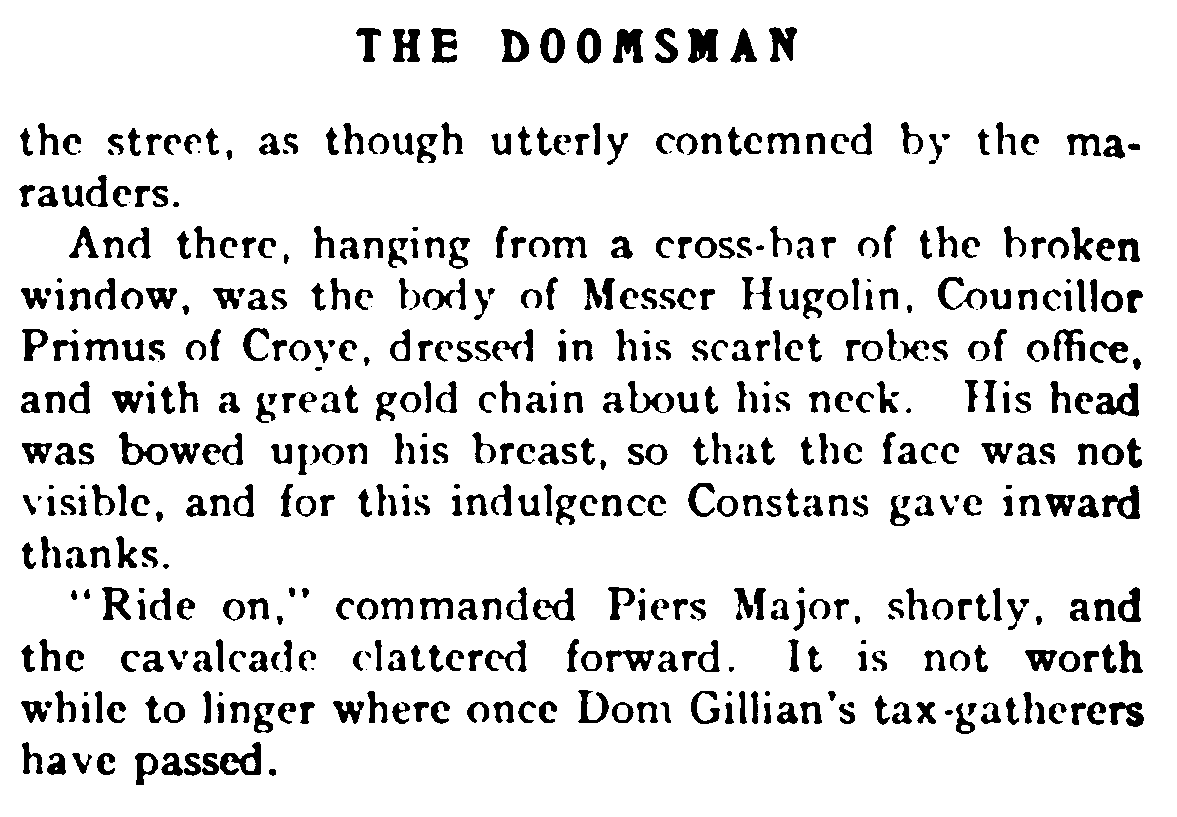 THE DOOMSMAN
the street, as though utterly contemned by the ma-
rauders.
And there, hanging from a cross-bar of the broken
window, was the body of Messer Hugolin, Councillor
Primus of Croye, dressed in his scarlet robes of office,
and with a great gold chain about his neck. His head
was bowed upon his breast, so that the face was not
visible, and for this indulgence Constans gave inward
thanks.
"Ride on," commanded Piers Major, shortly, and
the cavalcade clattered forward. It is not worth
while to linger where once Dom Gillian's tax-gatherers
have passed.